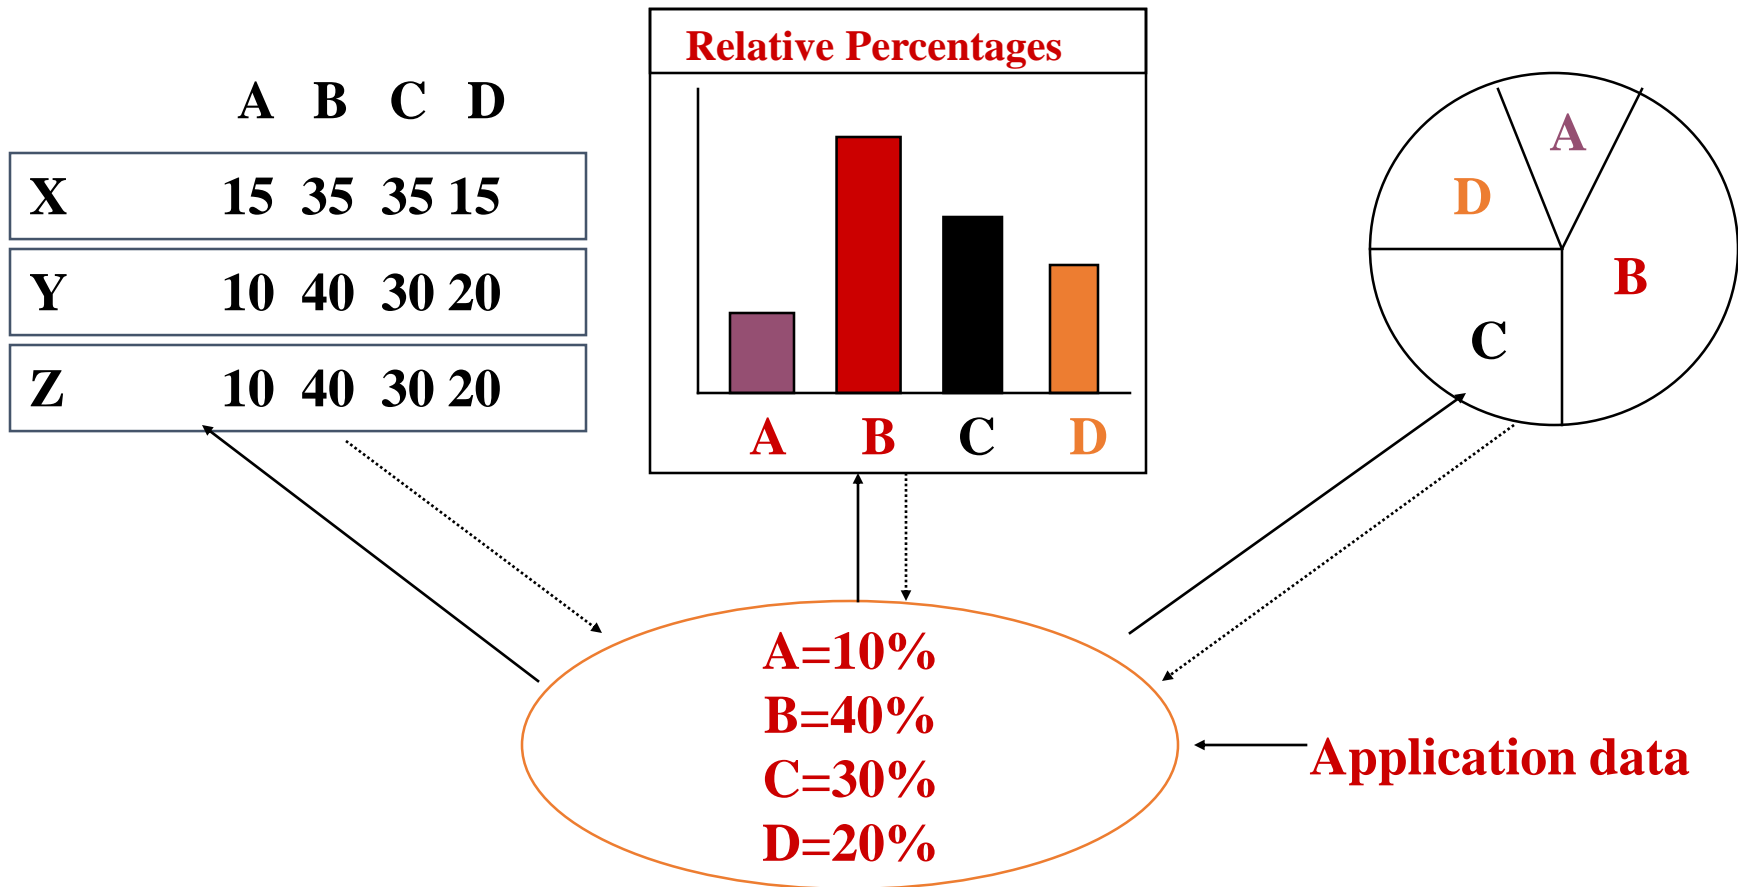 A B C D
X 15 35 35 15
Y 10 40 30 20
Z 10 40 30 20
Relative Percentages
A B C D
A
D
B
C
A=10%
B=40%
C=30%
D=20%
Application data